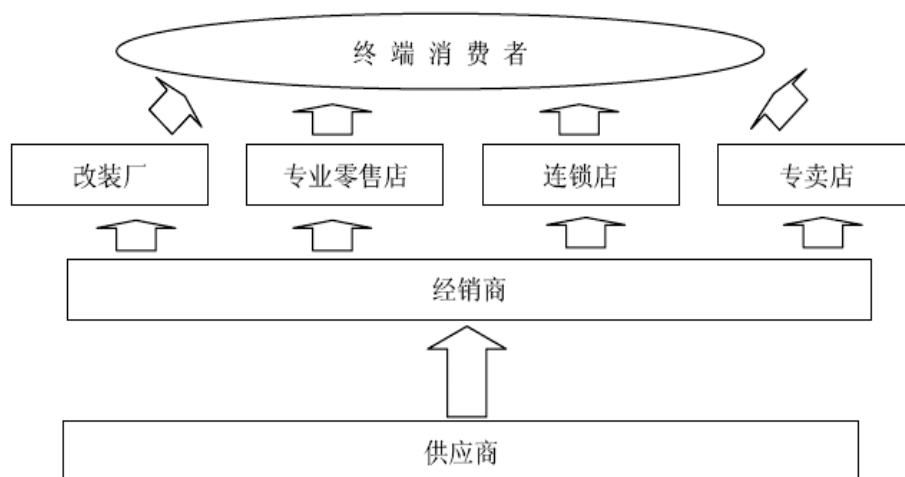 终端消费者
改装厂
专业零售店
连锁店
专卖店
经销商
供应商